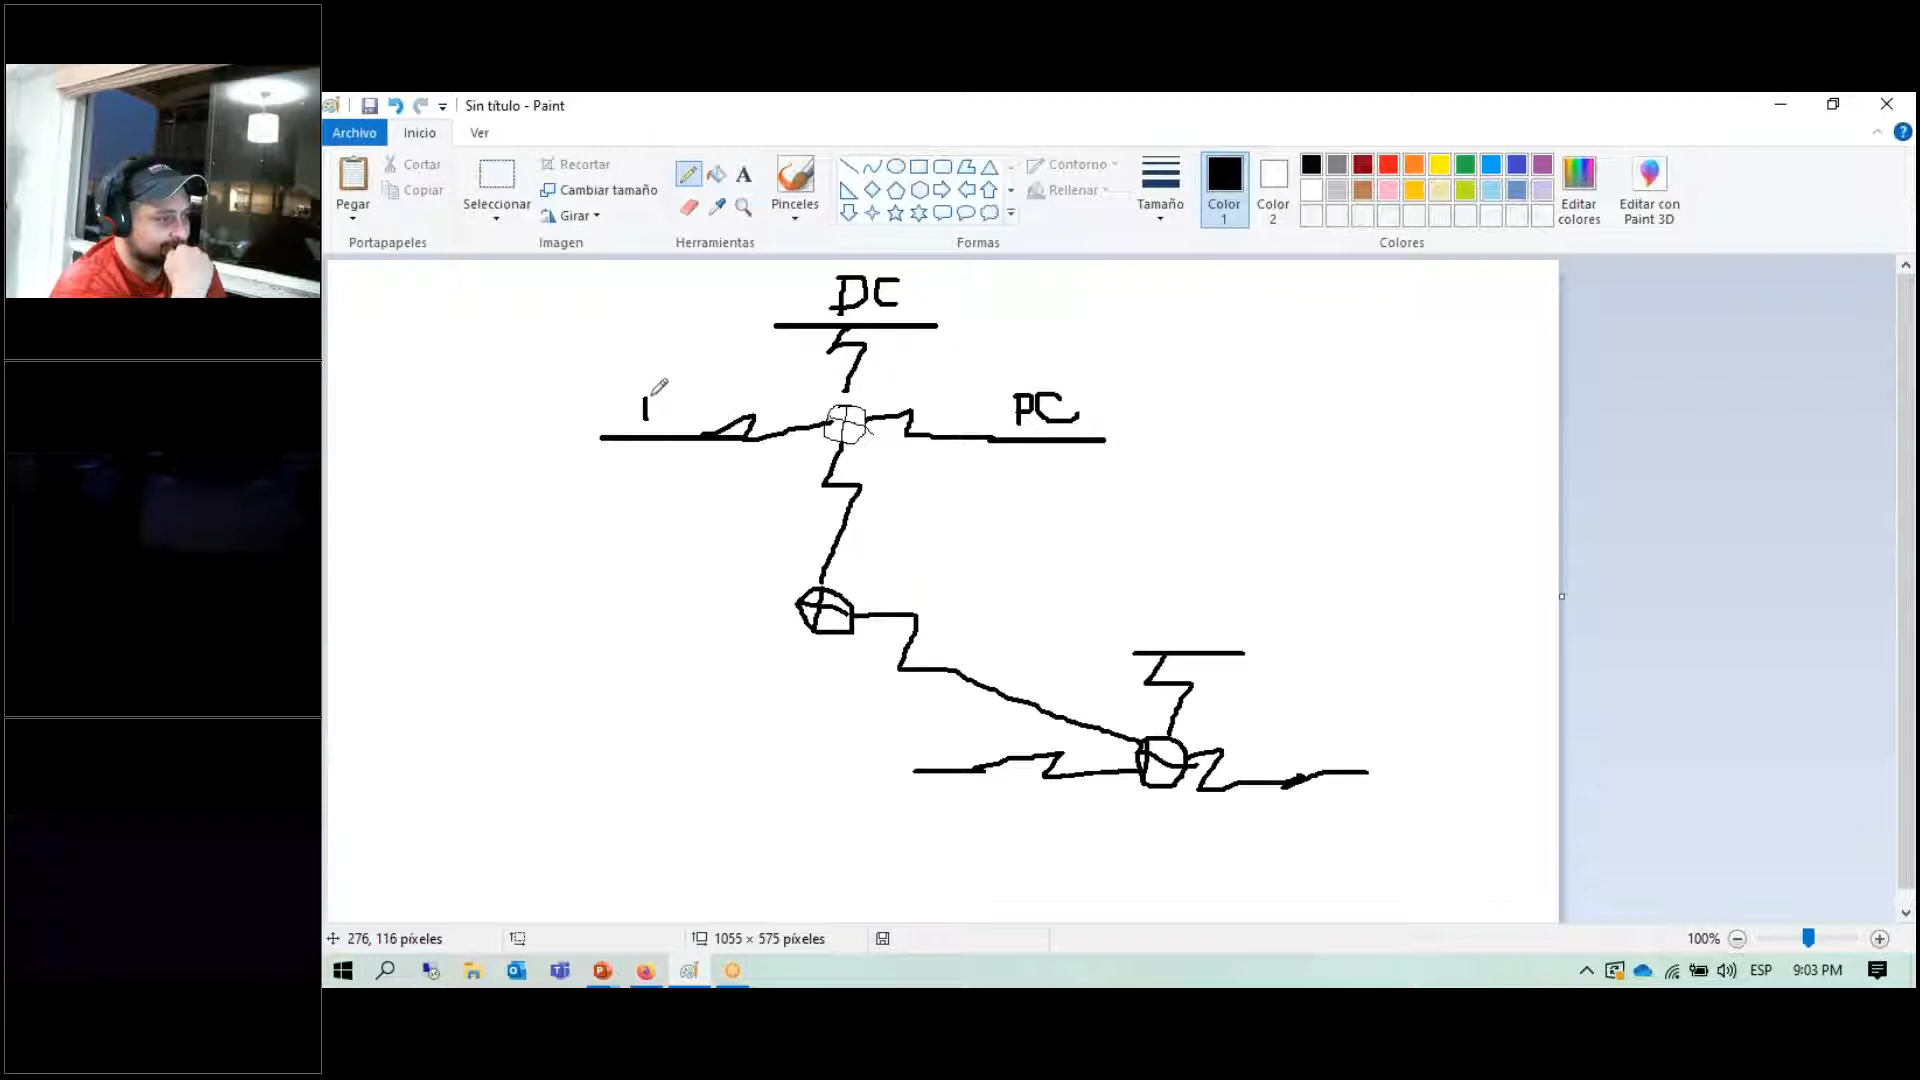 Sin título - Paint
Archivo Inicio Ver
Pegar
Cortar
Copiar
Portapapeles
Seleccionar
Recortar
Cambiar tamaño
Girar
Imagen
A
Herramientas
Pinceles
Formas
Contorno
Rellenar
Tamaño
Color 1
Color 2
Colores
Editar colores
Editar con Paint 3D
?
DC
PC
I
276, 116 píxeles
1055 × 575 píxeles
100%
ESP
9:03 PM